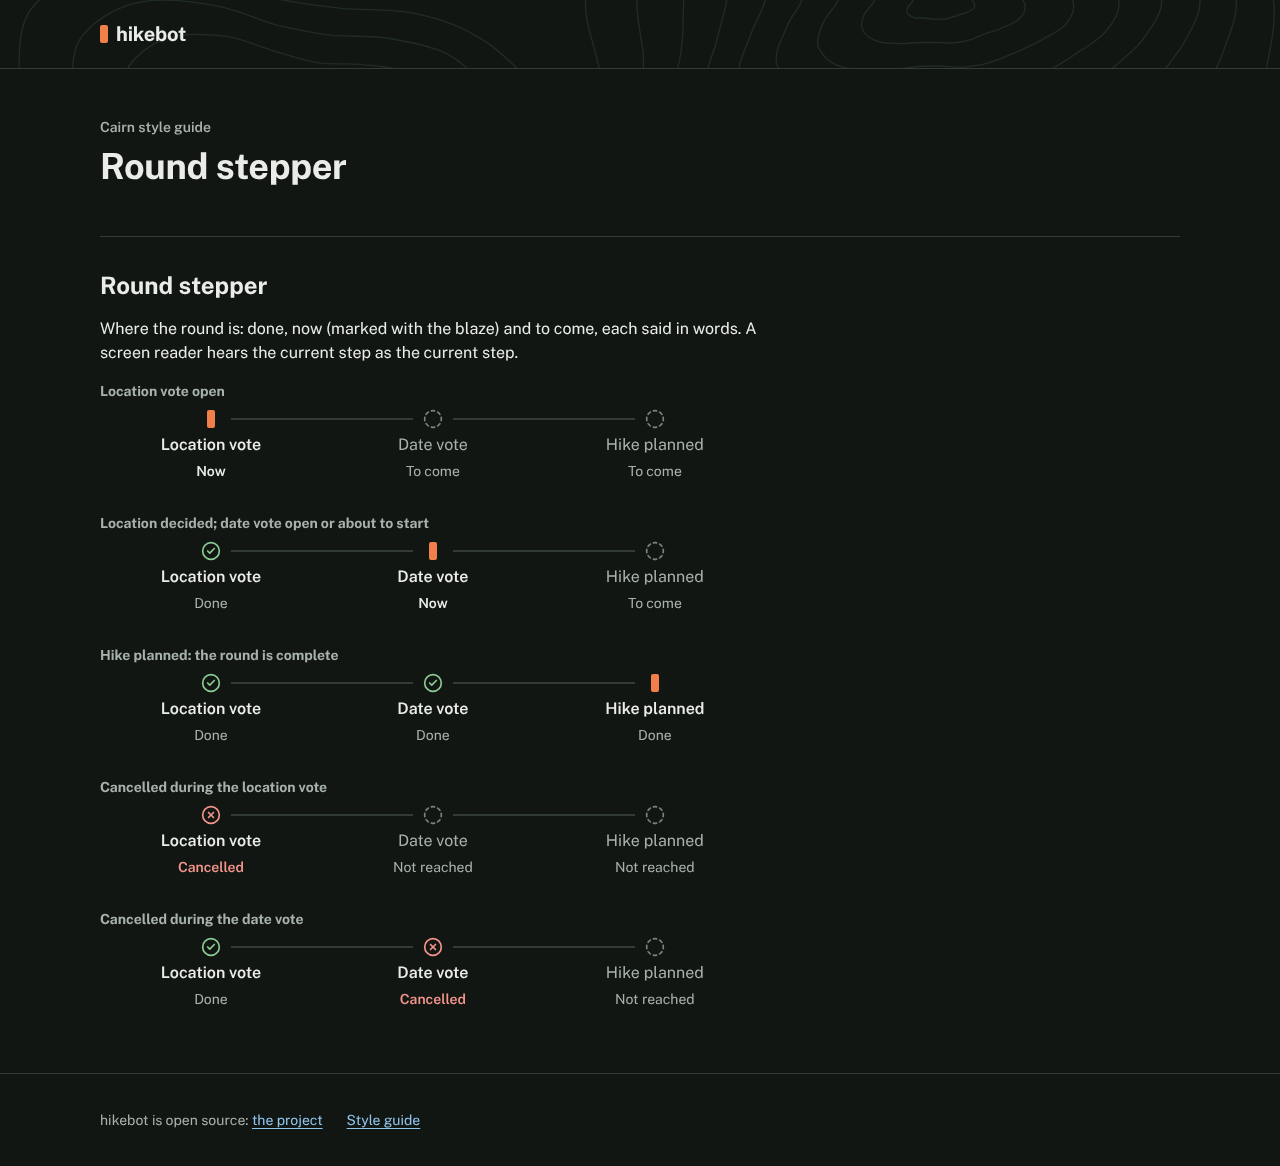 hikebot
Cairn style guide
Round stepper
Round stepper
Where the round is: done, now (marked with the blaze) and to come, each said in words. A
screen reader hears the current step as the current step.
Location vote open
Location vote
Date vote
Hike planned
Now
To come
To come
Location decided; date vote open or about to start
Location vote
Date vote
Hike planned
Done
Now
To come
Hike planned: the round is complete
Location vote
Date vote
Hike planned
Done
Done
Done
Cancelled during the location vote
Location vote
Date vote
Hike planned
Cancelled
Not reached
Not reached
Cancelled during the date vote
Location vote
Date vote
Hike planned
Done
Cancelled
Not reached
hikebot is open source: the project Style guide